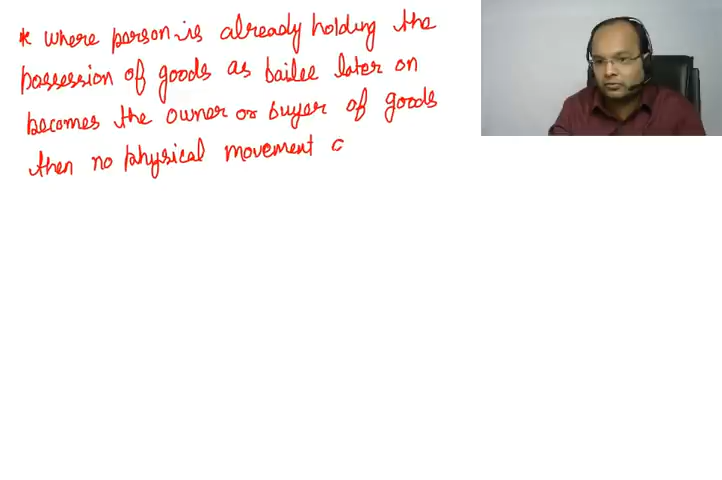 * where person is already holding the
possession of goods as bailee later on
becomes the owner or buyer of goods
then no physical movement o